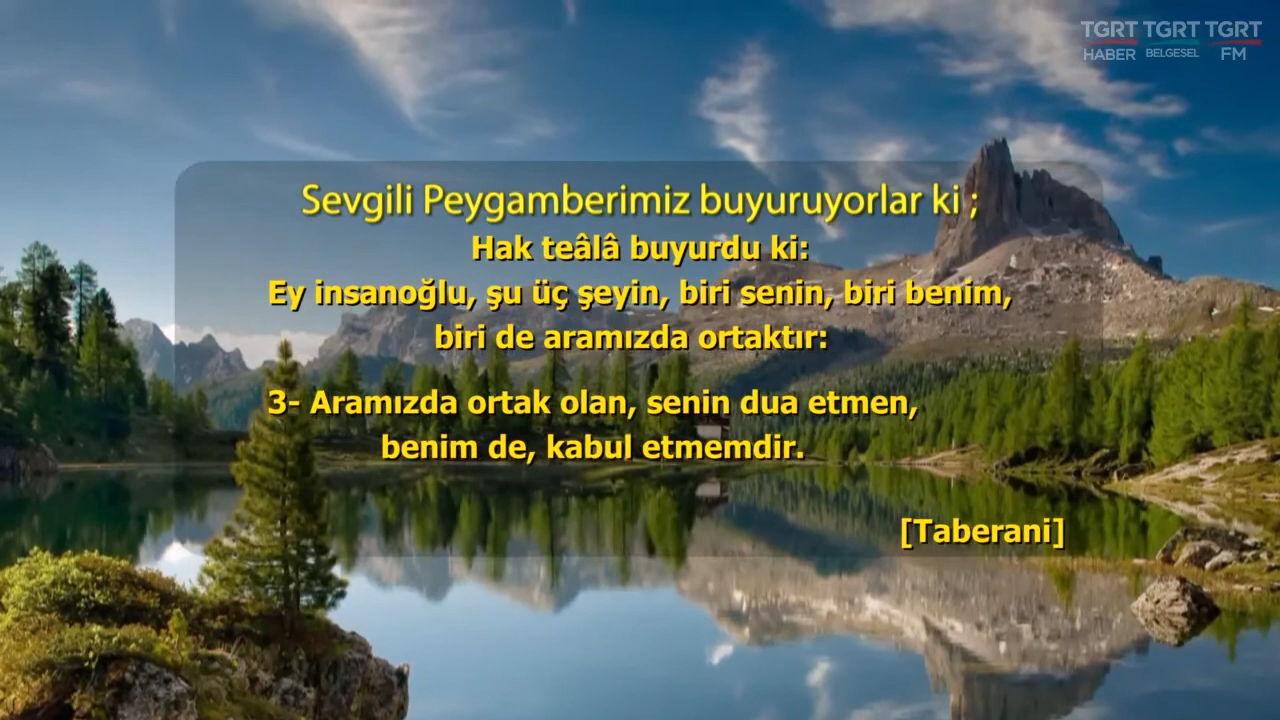 TGRT TGRT TGRT
HABER BELGESEL FM
Sevgili Peygamberimiz buyuruyorlar ki ;
Hak teâlâ buyurdu ki:
Ey insanoğlu, şu üç şeyin, biri senin, biri benim,
biri de aramızda ortaktır:
3- Aramızda ortak olan, senin dua etmen,
benim de, kabul etmemdir.
[Taberani]